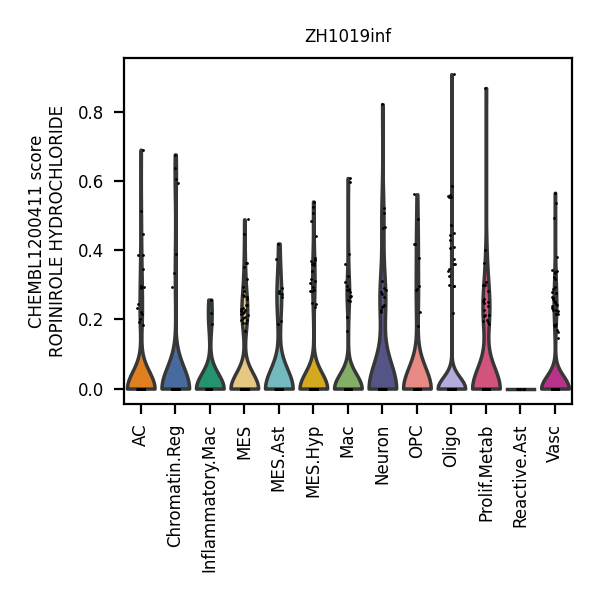 ZH1019inf
CHEMBL1200411 score
ROPINIROLE HYDROCHLORIDE
0.8
0.6
0.4
0.2
0.0
AC
Chromatin.Reg
Inflammatory.Mac
MES
MES.Ast
MES.Hyp
Mac
Neuron
OPC
Oligo
Prolif.Metab
Reactive.Ast
Vasc